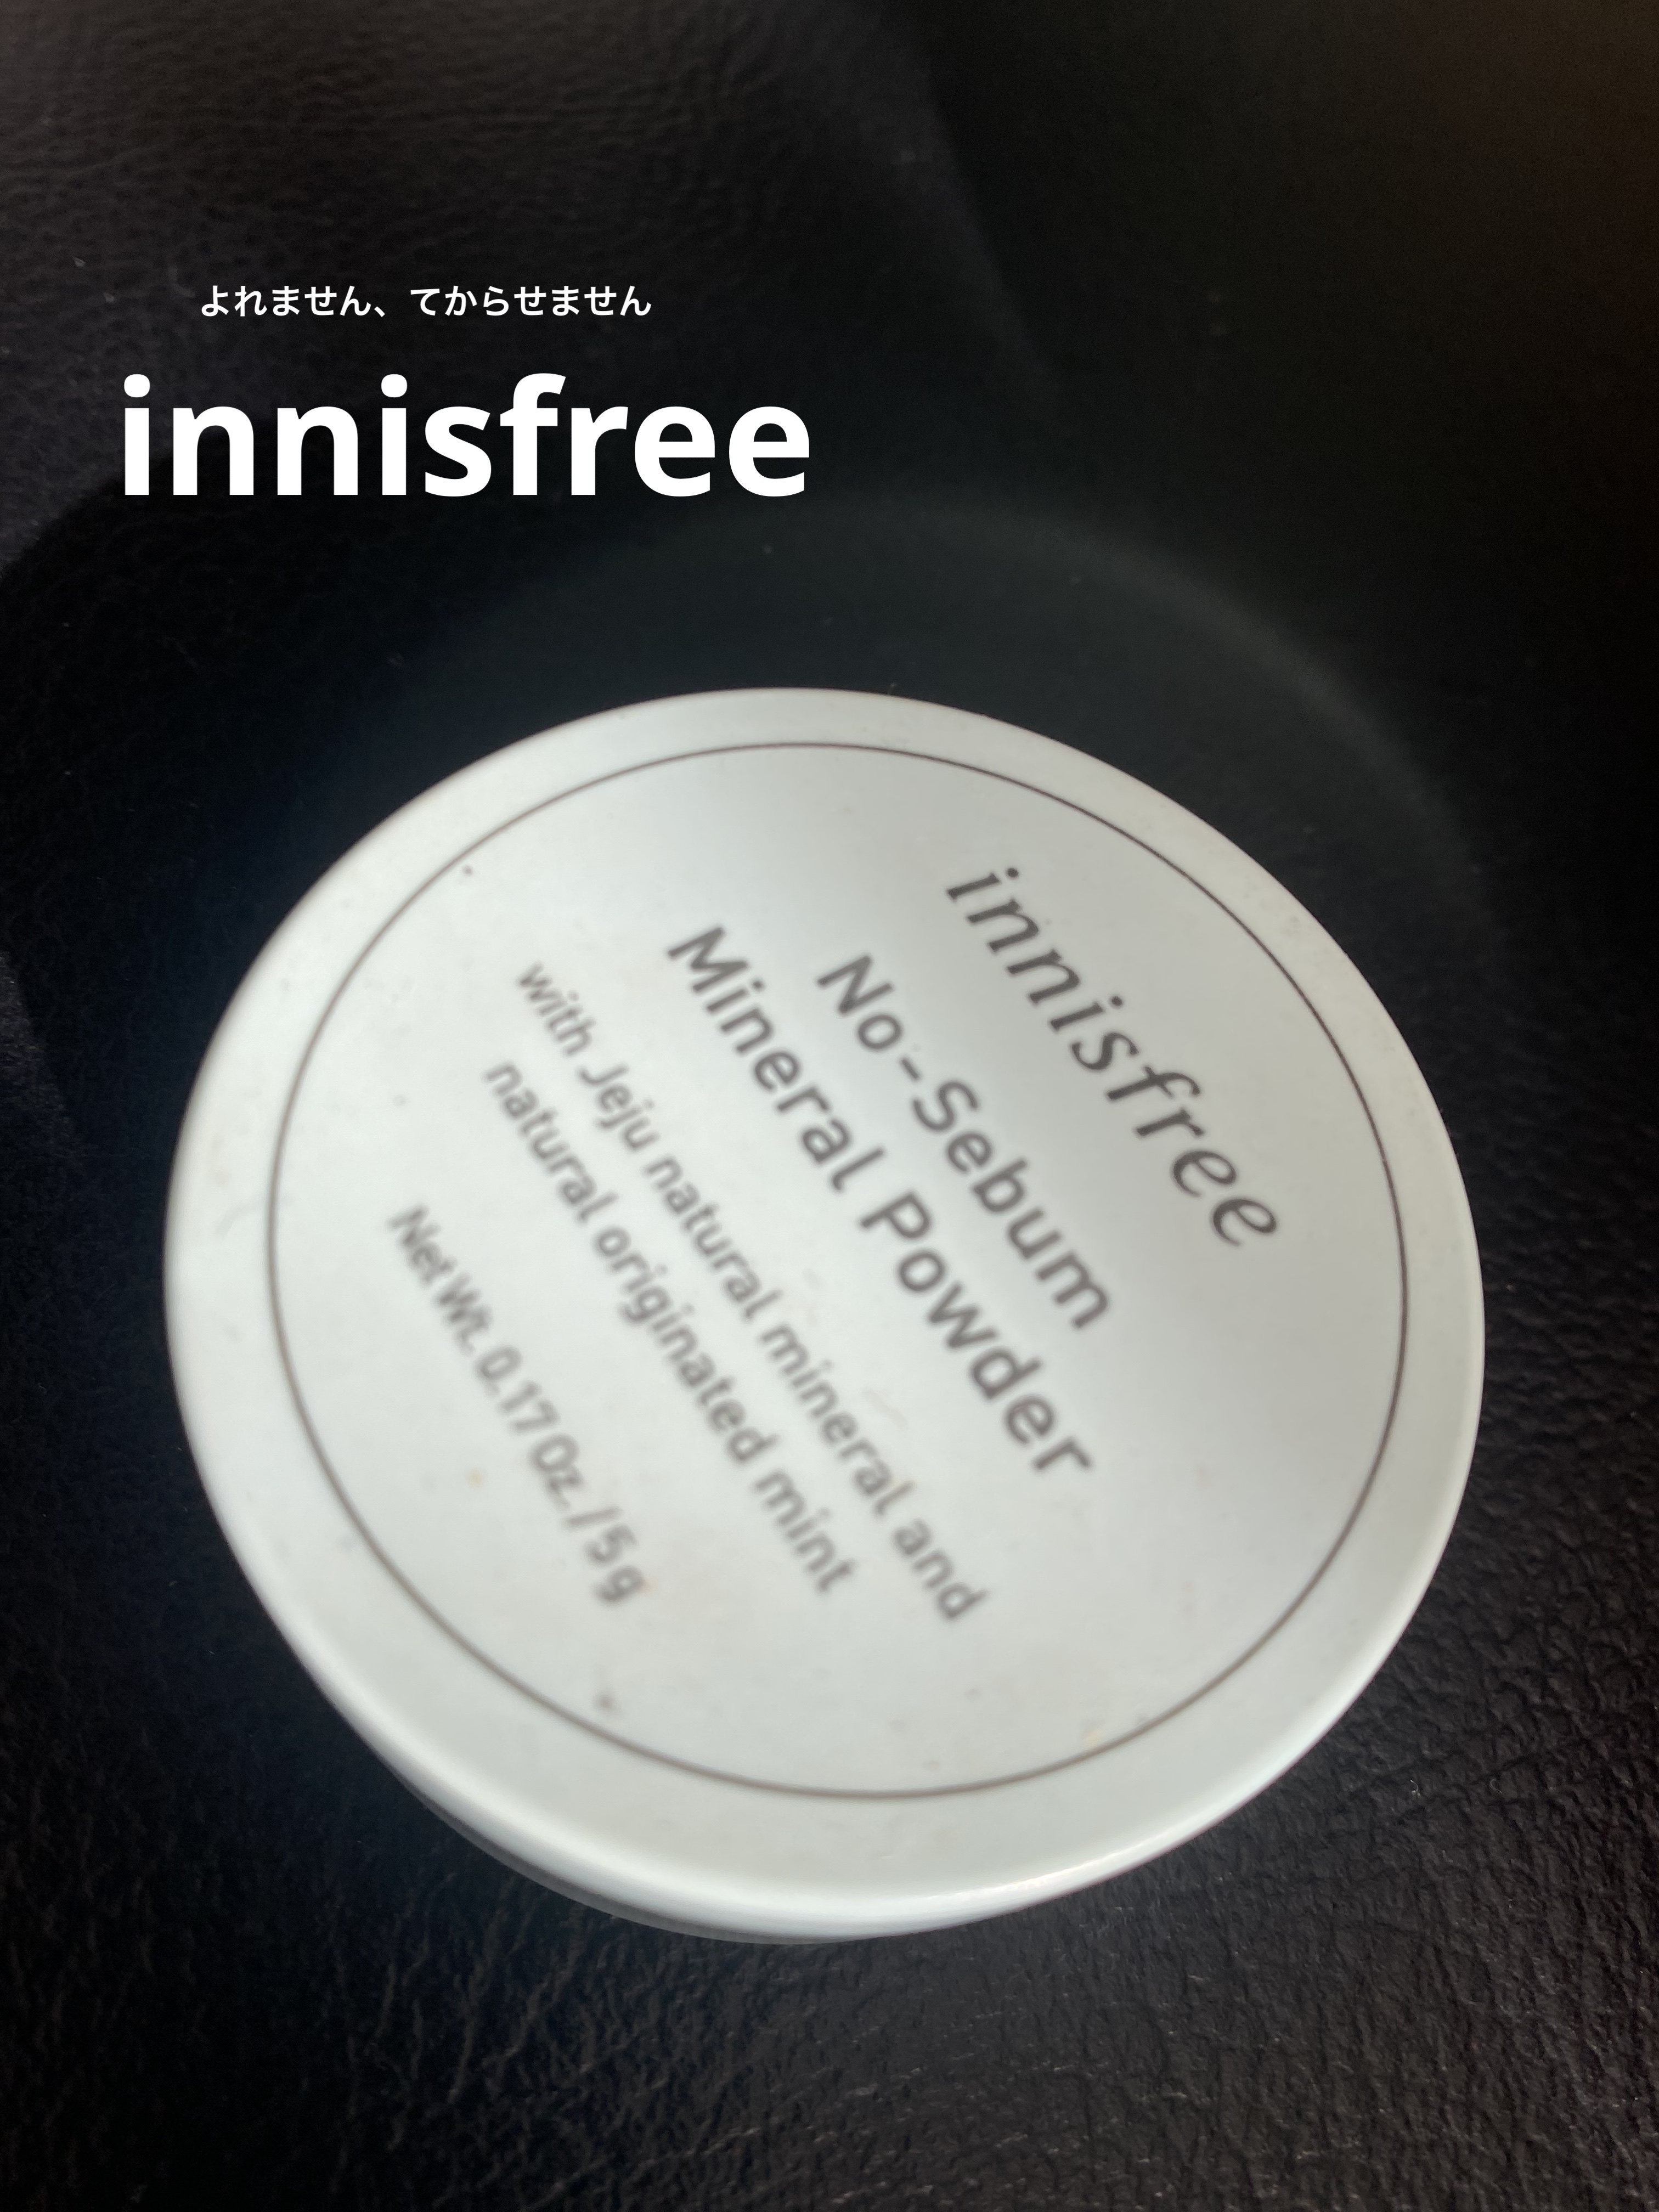 よれません、てからせません
innisfree
innisfree
No-Sebum
Mineral Powder
with Jeju natural mineral and
natural originated mint
Net Wt. 0.17 Oz. / 5 g